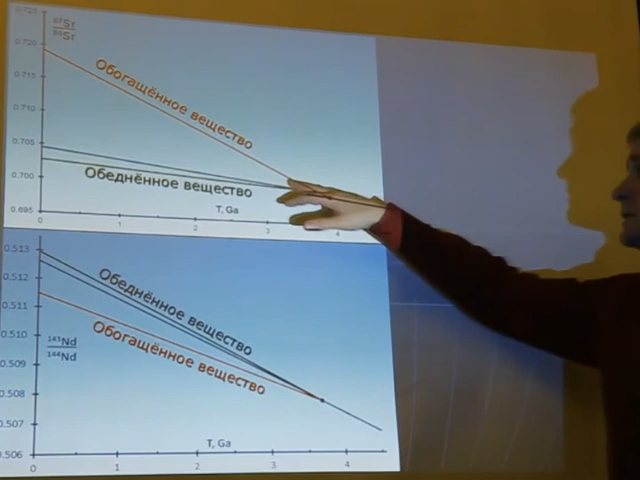 0.725
⁸⁷Sr
⁸⁶Sr
0.720
0.715
0.710
0.705
0.700
0.695
Обогащённое вещество
Обеднённое вещество
T, Ga
0 1 2 3 4
0.513
0.512
0.511
0.510
0.509
0.508
0.507
0.506
Обеднённое вещество
Обогащённое вещество
¹⁴³Nd
¹⁴⁴Nd
T, Ga
0 1 2 3 4